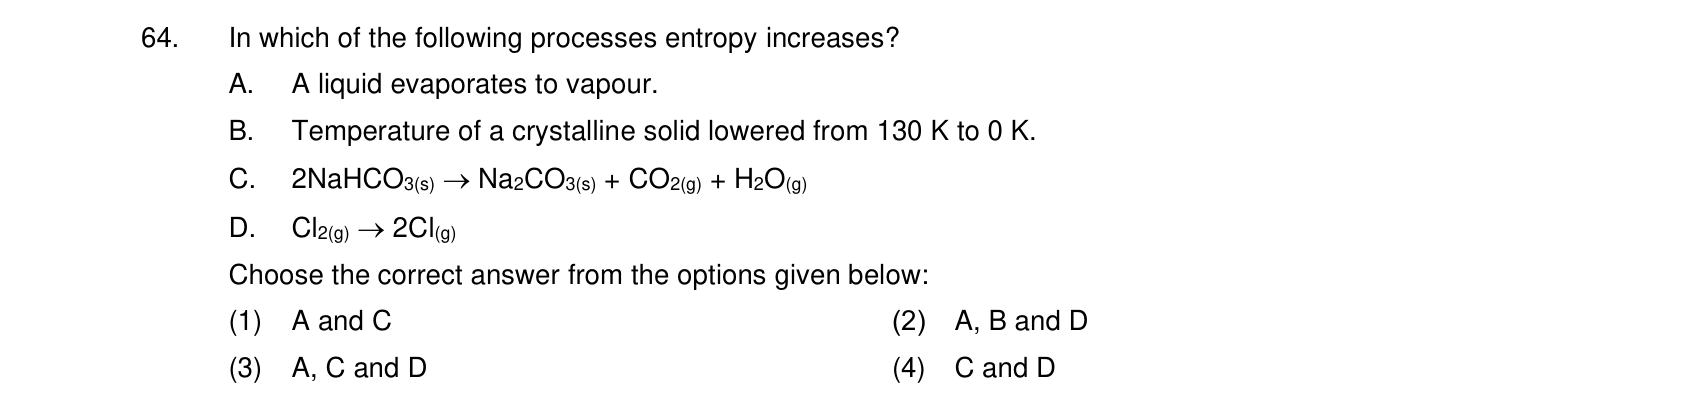 64. In which of the following processes entropy increases?
A. A liquid evaporates to vapour.
B. Temperature of a crystalline solid lowered from 130 K to 0 K.
C. 2NaHCO3(s) → Na2CO3(s) + CO2(g) + H2O(g)
D. Cl2(g) → 2Cl(g)
Choose the correct answer from the options given below:
(1) A and C (2) A, B and D
(3) A, C and D (4) C and D